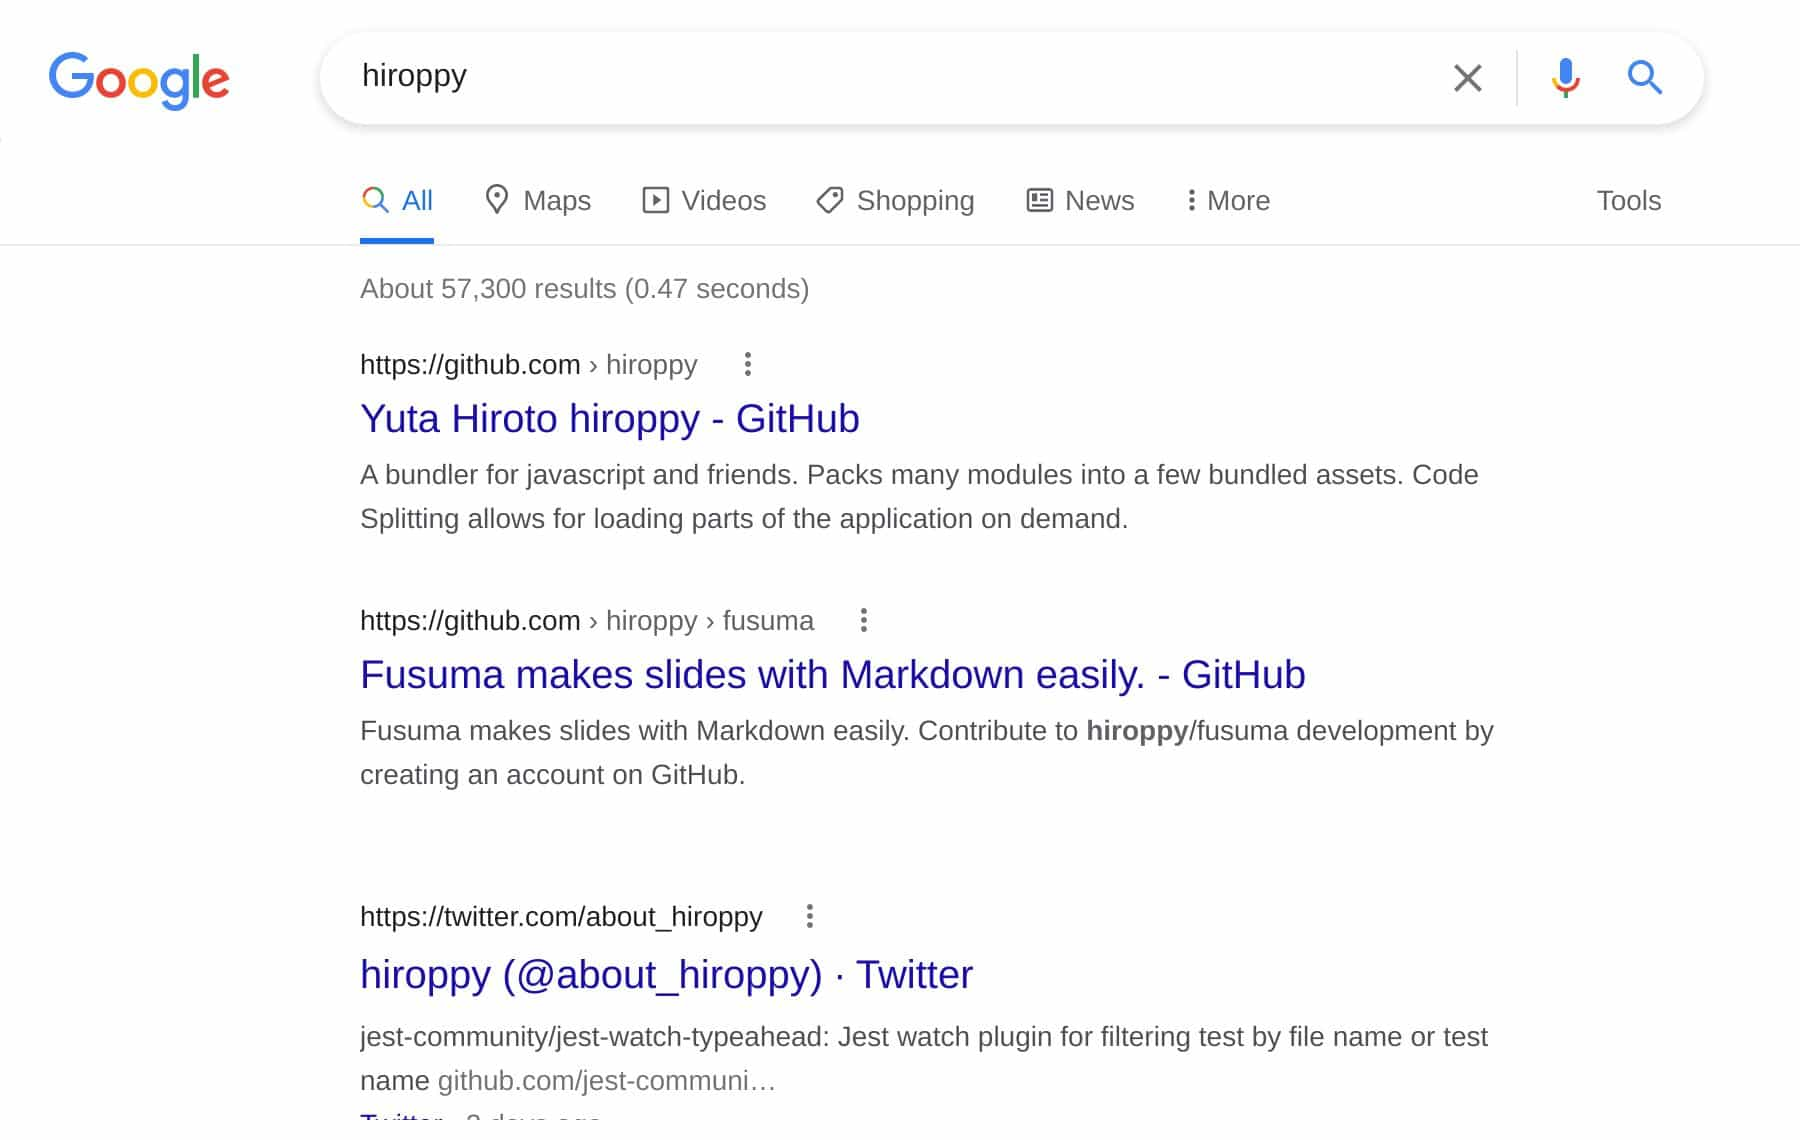 Google
hiroppy
All Maps Videos Shopping News More Tools
About 57,300 results (0.47 seconds)
https://github.com › hiroppy
Yuta Hiroto hiroppy - GitHub
A bundler for javascript and friends. Packs many modules into a few bundled assets. Code
Splitting allows for loading parts of the application on demand.
https://github.com › hiroppy › fusuma
Fusuma makes slides with Markdown easily. - GitHub
Fusuma makes slides with Markdown easily. Contribute to hiroppy/fusuma development by
creating an account on GitHub.
https://twitter.com/about_hiroppy
hiroppy (@about_hiroppy) · Twitter
jest-community/jest-watch-typeahead: Jest watch plugin for filtering test by file name or test
name github.com/jest-communi…
Twitter days ago